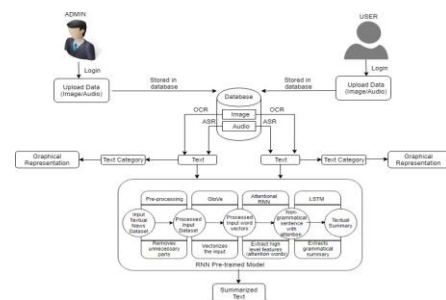 ADMIN
USER
Login
Login
Upload Data
(Image/Audio)
Stored in
database
Stored in
database
Upload Data
(Image/Audio)
Database
OCR
Image
OCR
ASR
Audio
ASR
Graphical
Representation
Text Category
Text
Text
Text Category
Graphical
Representation
Pre-processing
GloVe
Attentional
RNN
LSTM
Input
Textual
News
Dataset
Processed
Input
Dataset
Processed
Input word
vectors
Non-
grammatical
sentence with
attention
Textual
Summary
Removes
unnecessary
party
Vectorizes
the input
Extract high
level features
(attention words)
Extracts
grammatical
summary
RNN Pre-trained Model
Summarized
Text